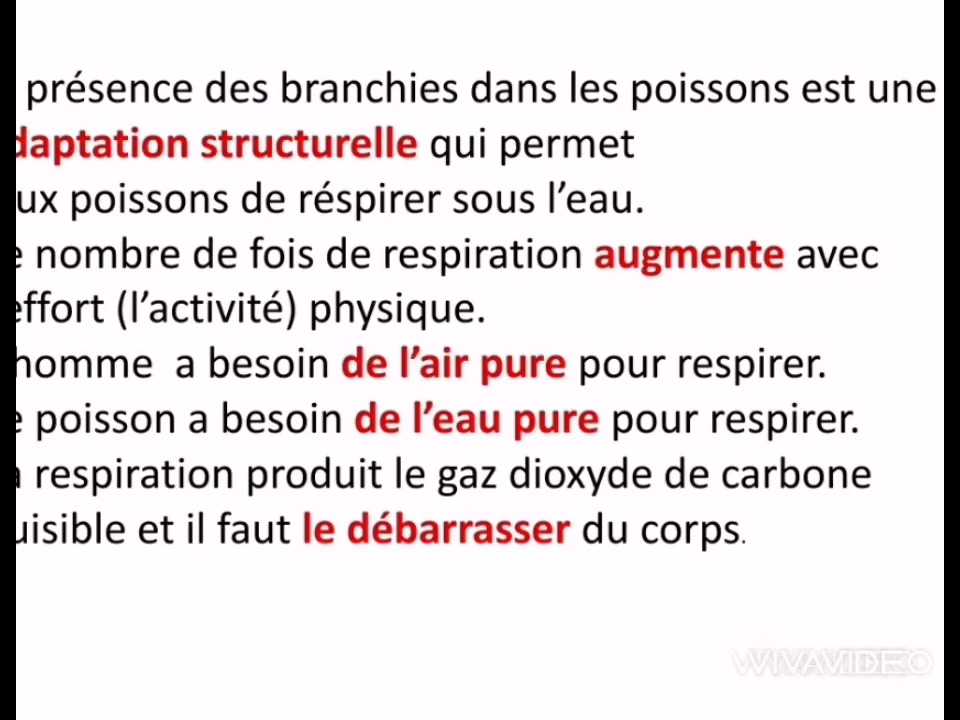 présence des branchies dans les poissons est une
daptation structurelle qui permet
ux poissons de réspirer sous l'eau.
e nombre de fois de respiration augmente avec
effort (l'activité) physique.
homme a besoin de l'air pure pour respirer.
e poisson a besoin de l'eau pure pour respirer.
a respiration produit le gaz dioxyde de carbone
uisible et il faut le débarrasser du corps.
VIVAVIDEO